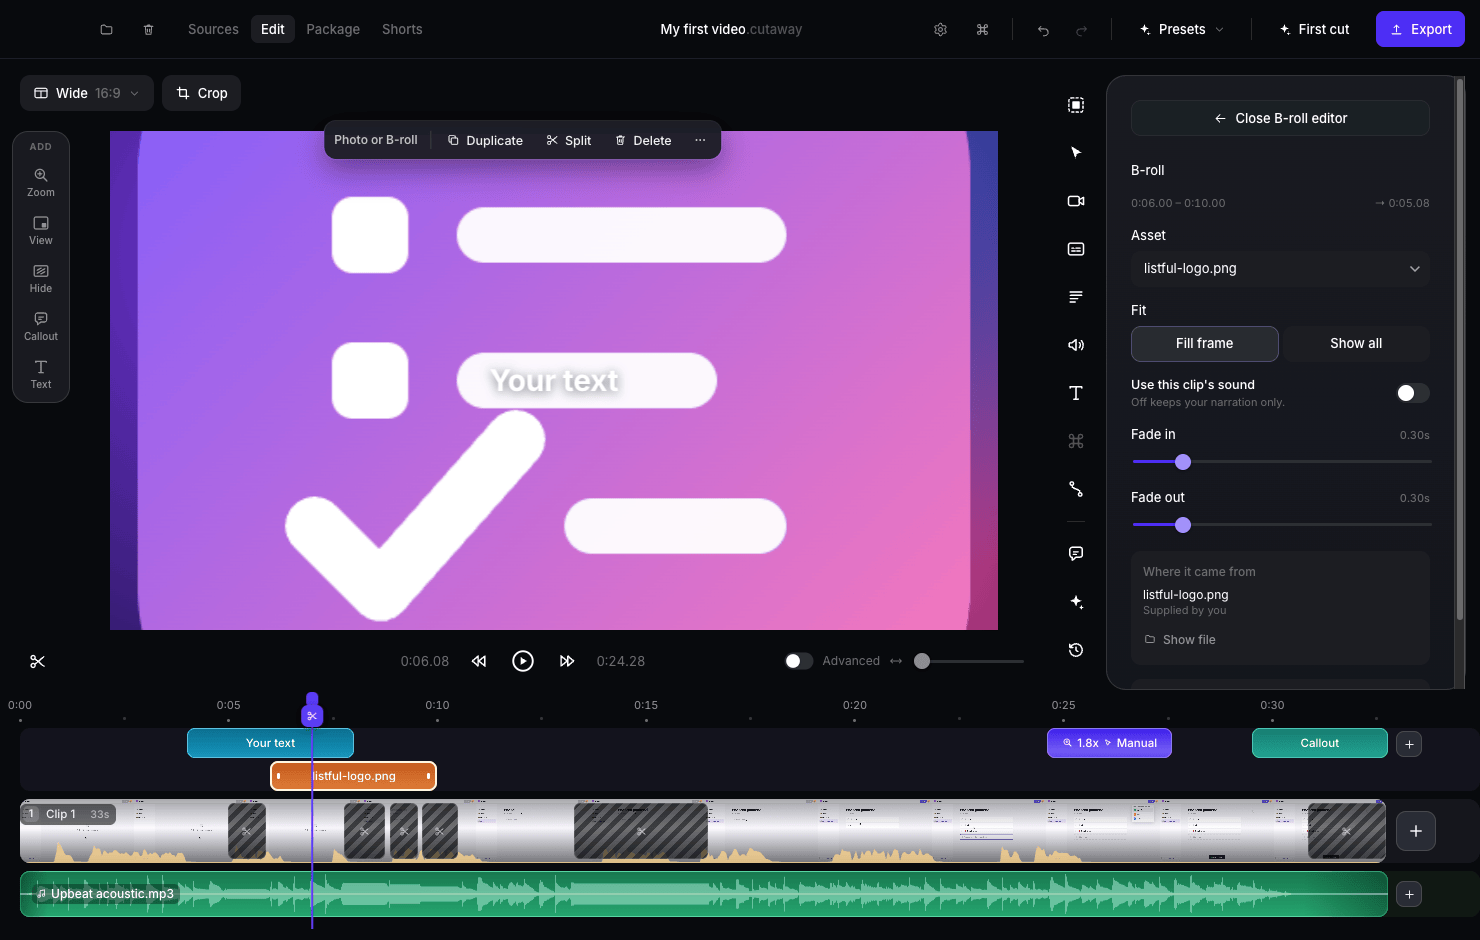 Sources Edit Package Shorts
My first video.cutaway
Presets First cut Export
Wide 16:9 Crop
ADD
Zoom
View
Hide
Callout
Text
Photo or B-roll Duplicate Split Delete
Your text
0:06.08 0:24.28 Advanced
Close B-roll editor
B-roll
0:06.00 – 0:10.00 → 0:05.08
Asset
listful-logo.png
Fit
Fill frame Show all
Use this clip's sound
Off keeps your narration only.
Fade in 0.30s
Fade out 0.30s
Where it came from
listful-logo.png
Supplied by you
Show file
0:00 0:05 0:10 0:15 0:20 0:25 0:30
Your text 1.8x Manual Callout
listful-logo.png
1 Clip 1 33s
Upbeat acoustic.mp3